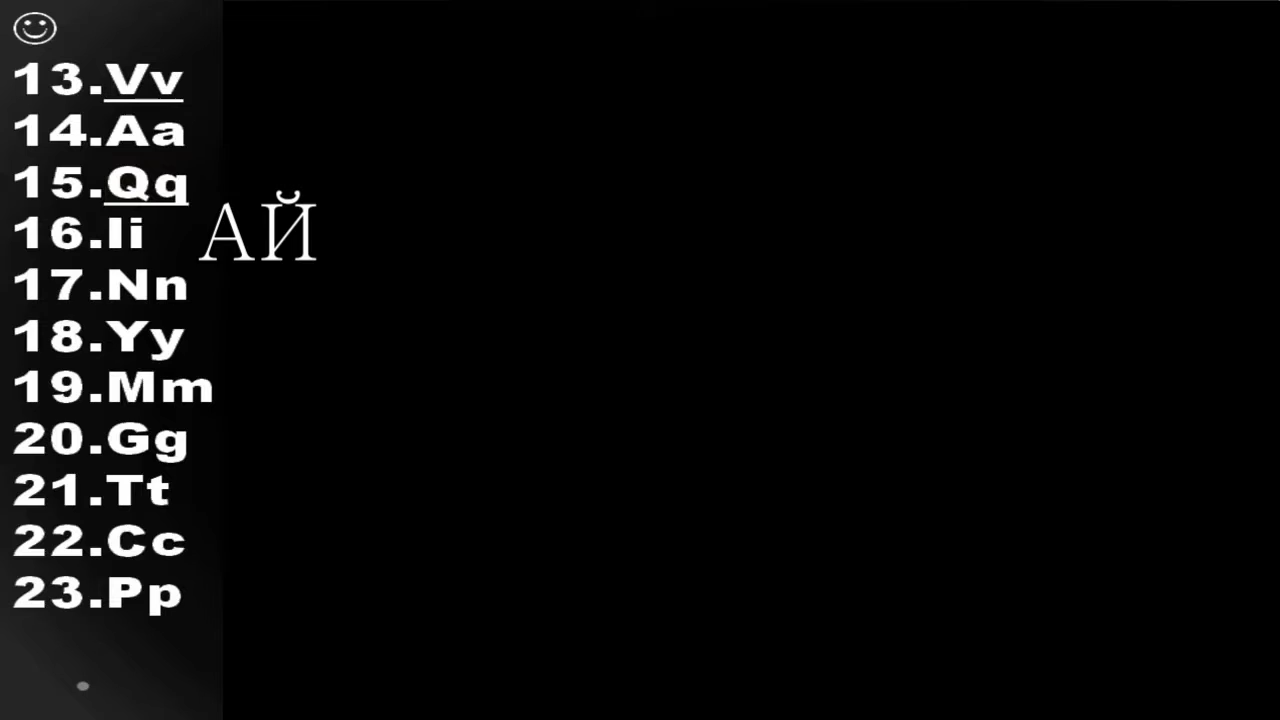 13.Vv
14.Aa
15.Qq
16.Ii АЙ
17.Nn
18.Yy
19.Mm
20.Gg
21.Tt
22.Cc
23.Pp